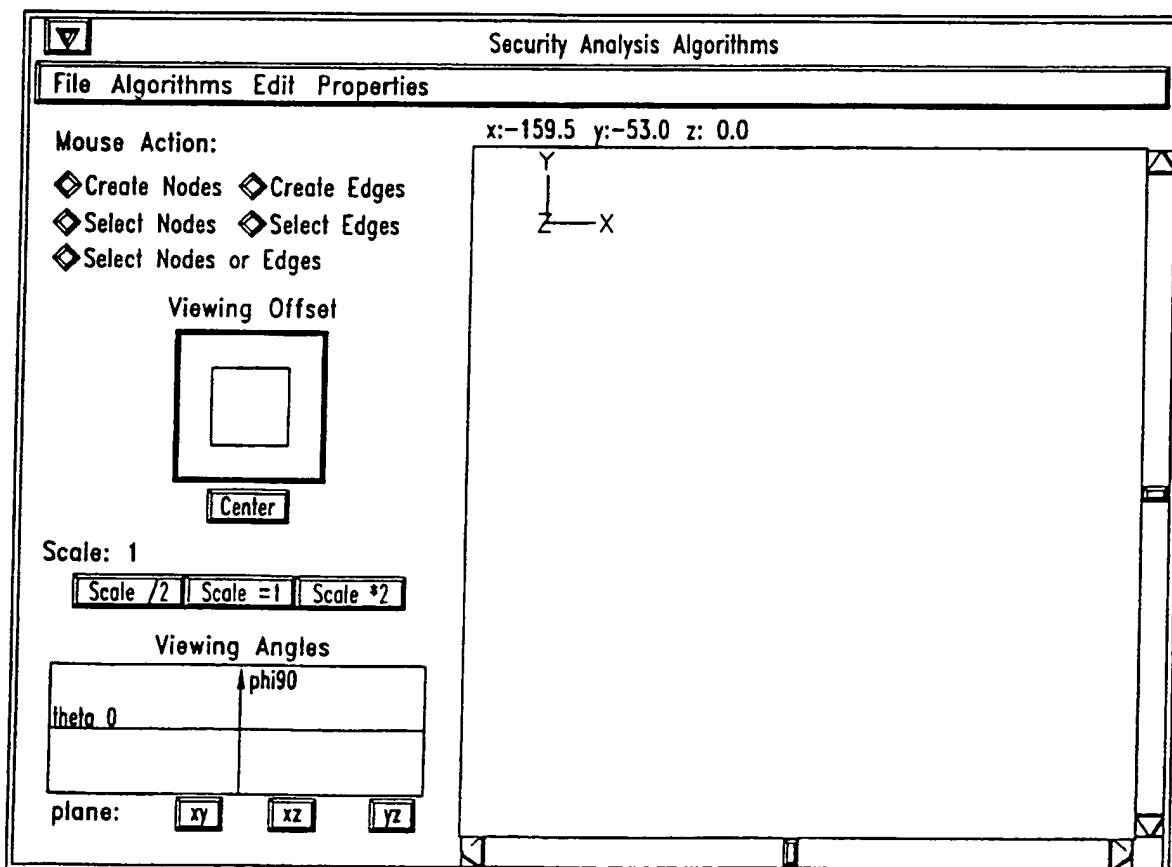 Security Analysis Algorithms
File Algorithms Edit Properties
Mouse Action:
Create Nodes Create Edges
Select Nodes Select Edges
Select Nodes or Edges
Viewing Offset
Center
Scale: 1
Scale /2 Scale =1 Scale *2
Viewing Angles
phi90
theta 0
plane: xy xz yz
x:-159.5 y:-53.0 z: 0.0
Y
Z X